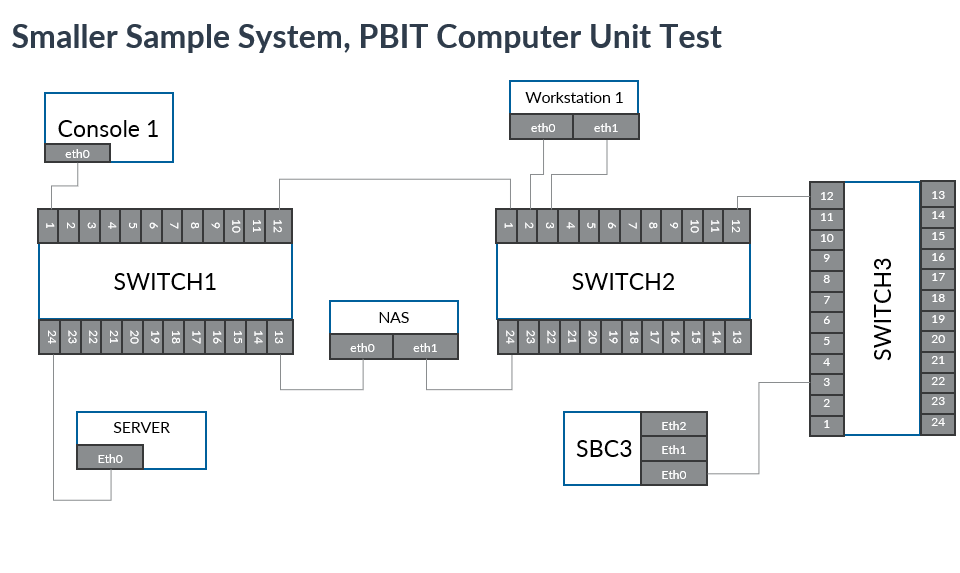 Smaller Sample System, PBIT Computer Unit Test
Console 1
eth0
Workstation 1
eth0 eth1
1 2 3 4 5 6 7 8 9 10 11 12
SWITCH1
24 23 22 21 20 19 18 17 16 15 14 13
1 2 3 4 5 6 7 8 9 10 11 12
SWITCH2
24 23 22 21 20 19 18 17 16 15 14 13
12
11
10
9
8
7
6
5
4
3
2
1
SWITCH3
13
14
15
16
17
18
19
20
21
22
23
24
NAS
eth0 eth1
SERVER
Eth0
SBC3
Eth2
Eth1
Eth0